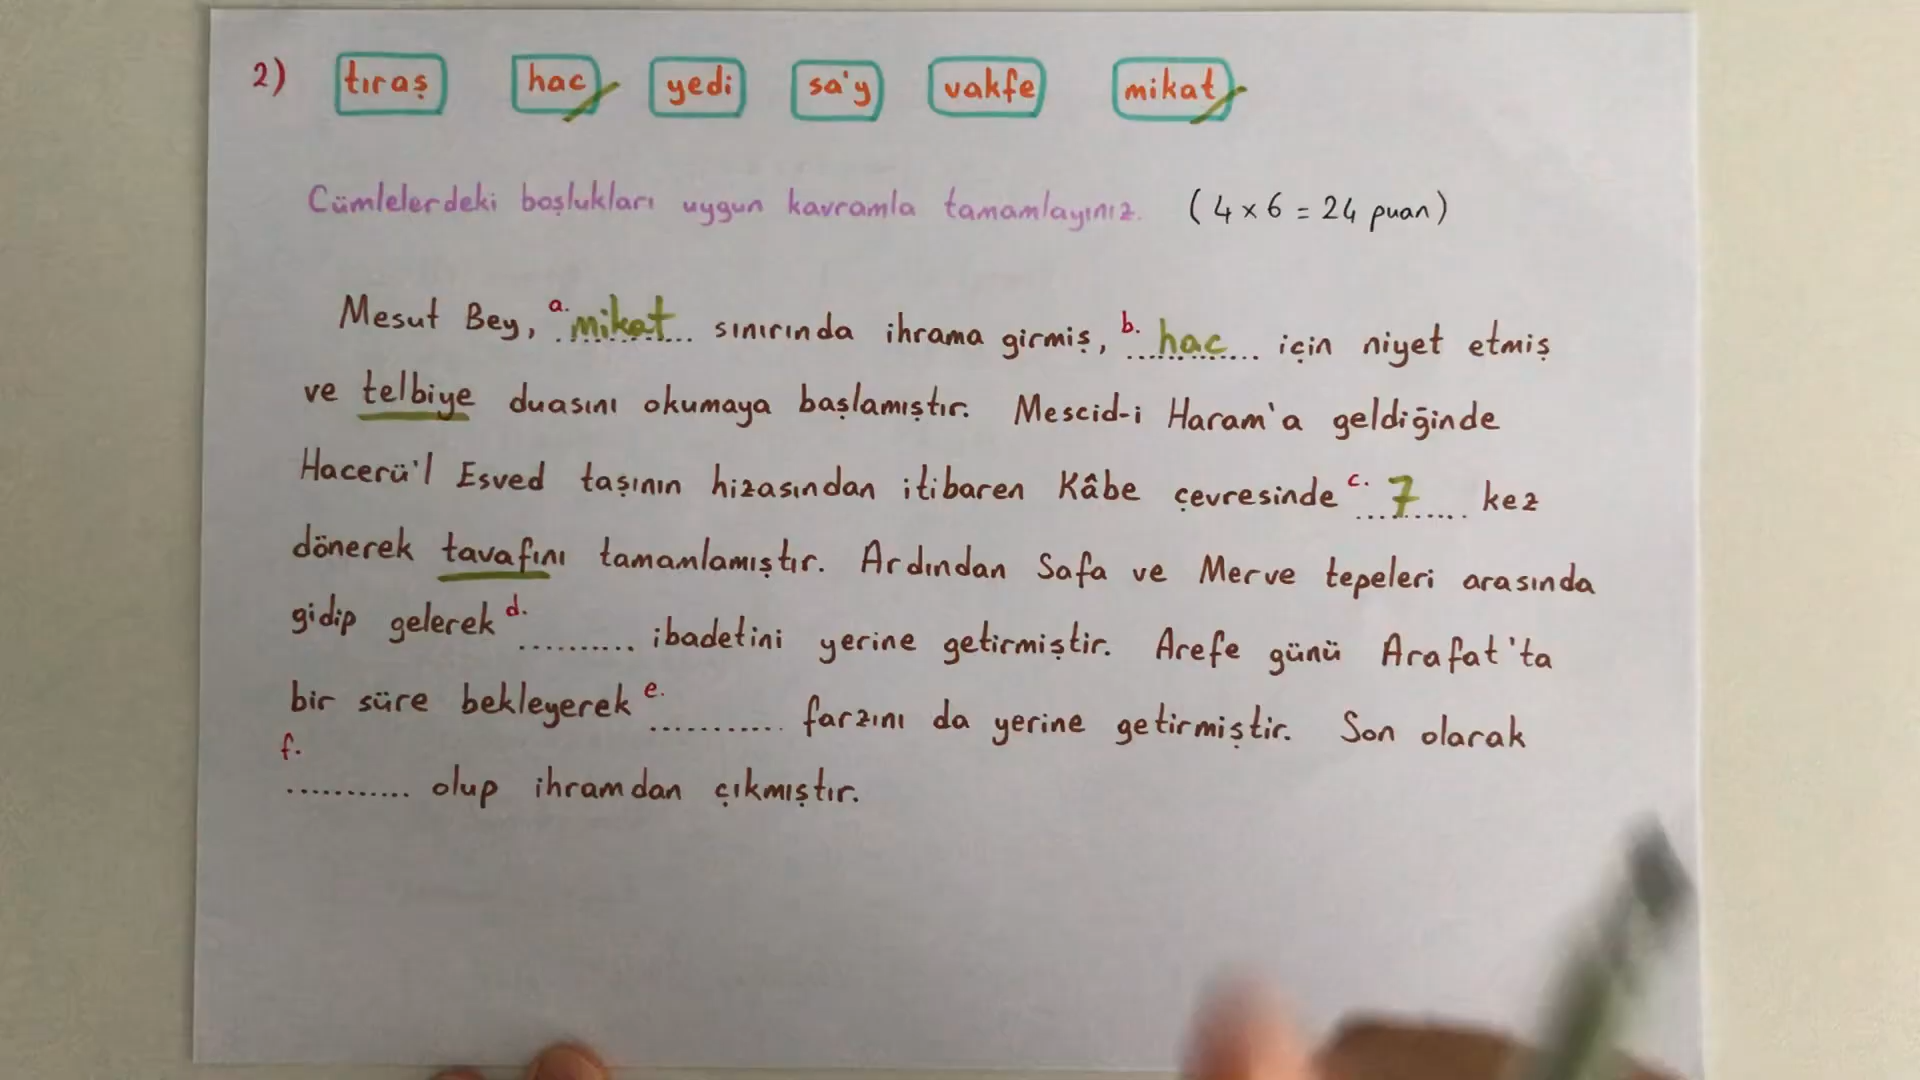 2) tıraş hac yedi sa'y vakfe mikat
Cümlelerdeki boşlukları uygun kavramla tamamlayınız. (4 x 6 = 24 puan)
Mesut Bey, a. mikat sınırında ihrama girmiş, b. hac için niyet etmiş
ve telbiye duasını okumaya başlamıştır. Mescid-i Haram'a geldiğinde
Hacerü'l Esved taşının hizasından itibaren Kâbe çevresinde c. 7 kez
dönerek tavafını tamamlamıştır. Ardından Safa ve Merve tepeleri arasında
gidip gelerek d. .......... ibadetini yerine getirmiştir. Arefe günü Arafat'ta
bir süre bekleyerek e. ........... farzını da yerine getirmiştir. Son olarak
f. ........... olup ihramdan çıkmıştır.